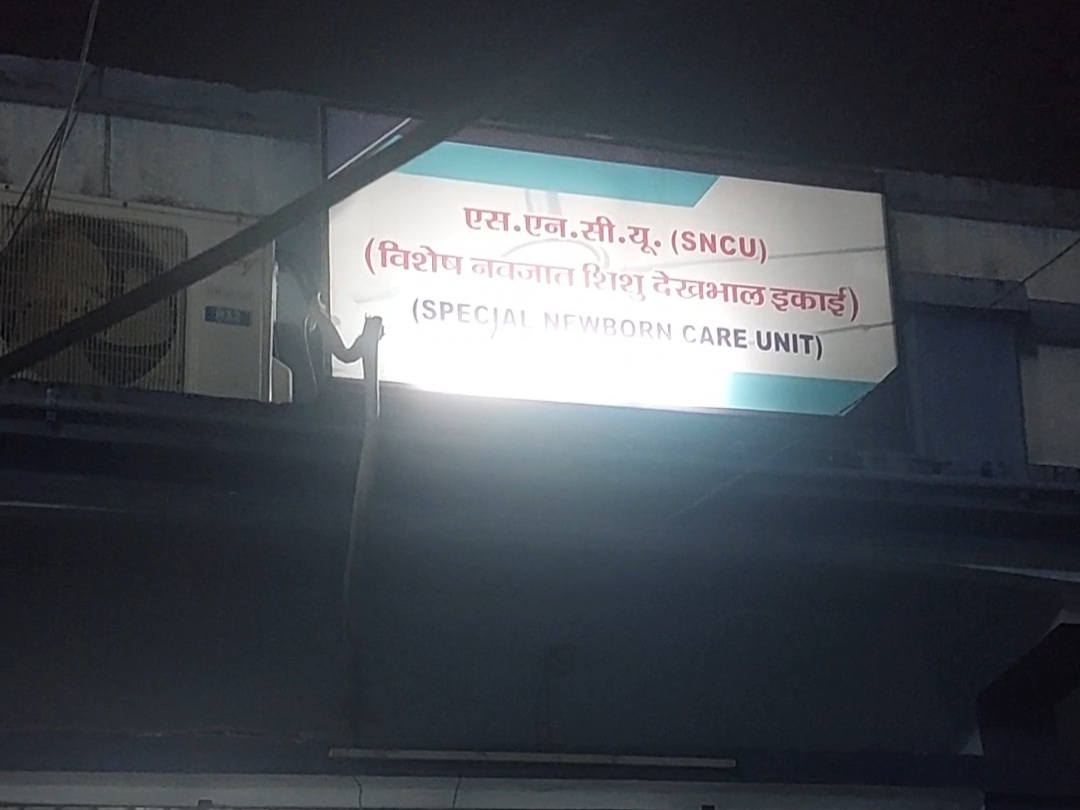 एस.एन.सी.यू. (SNCU)
(विशेष नवजात शिशु देखभाल इकाई)
(SPECIAL NEWBORN CARE UNIT)